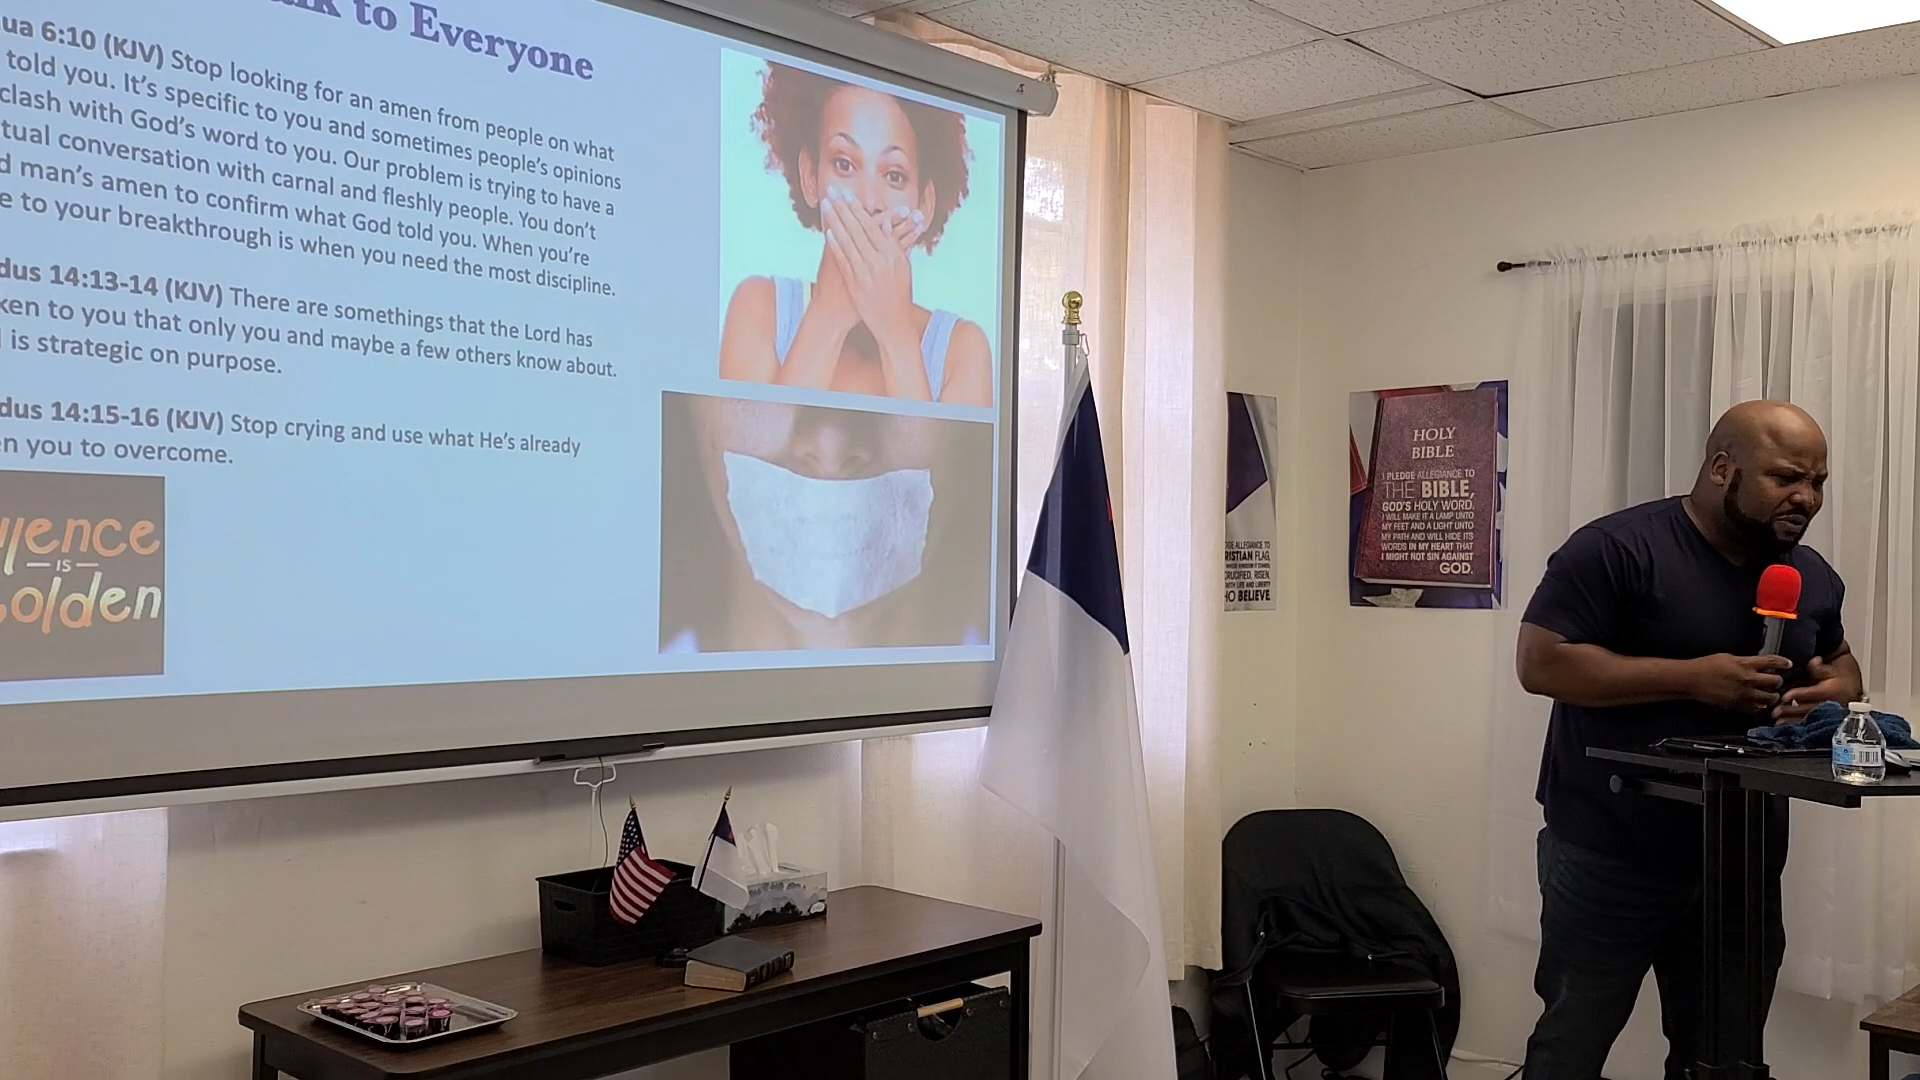 to Everyone
ua 6:10 (KJV) Stop looking for an amen from people on what
told you. It's specific to you and sometimes people's opinions
clash with God's word to you. Our problem is trying to have a
tual conversation with carnal and fleshly people. You don't
d man's amen to confirm what God told you. When you're
e to your breakthrough is when you need the most discipline.
dus 14:13-14 (KJV) There are somethings that the Lord has
ken to you that only you and maybe a few others know about.
is strategic on purpose.
dus 14:15-16 (KJV) Stop crying and use what He's already
n you to overcome.
lence
IS
olden
GE ALLEGIANCE TO
RISTIAN FLAG,
CRUCIFIED, RISEN,
WITH LIFE AND LIBERTY
HO BELIEVE.
HOLY
BIBLE
I PLEDGE ALLEGIANCE TO
THE BIBLE,
GOD'S HOLY WORD.
I WILL MAKE IT A LAMP UNTO
MY FEET AND A LIGHT UNTO
MY PATH AND WILL HIDE ITS
WORDS IN MY HEART THAT
I MIGHT NOT SIN AGAINST
GOD.